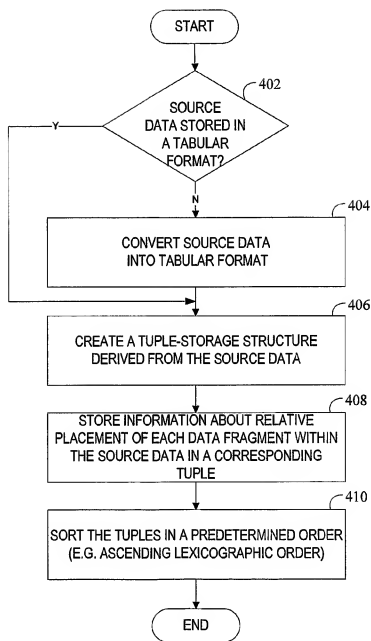 START
402
SOURCE
DATA STORED IN
A TABULAR
FORMAT?
Y
N
404
CONVERT SOURCE DATA
INTO TABULAR FORMAT
406
CREATE A TUPLE-STORAGE STRUCTURE
DERIVED FROM THE SOURCE DATA
408
STORE INFORMATION ABOUT RELATIVE
PLACEMENT OF EACH DATA FRAGMENT WITHIN
THE SOURCE DATA IN A CORRESPONDING
TUPLE
410
SORT THE TUPLES IN A PREDETERMINED ORDER
(E.G. ASCENDING LEXICOGRAPHIC ORDER)
END